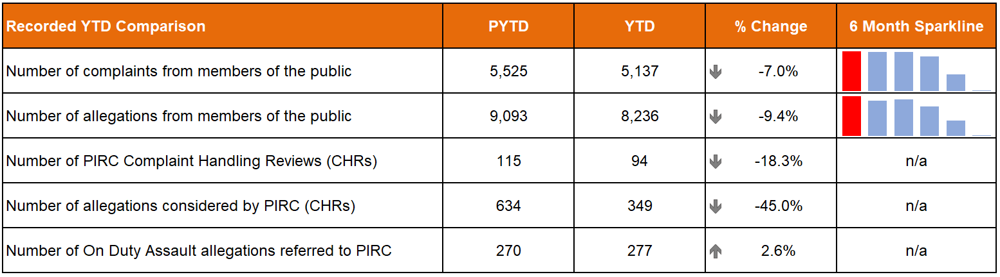 Recorded YTD Comparison PYTD YTD % Change 6 Month Sparkline
Number of complaints from members of the public 5,525 5,137 -7.0%
Number of allegations from members of the public 9,093 8,236 -9.4%
Number of PIRC Complaint Handling Reviews (CHRs) 115 94 -18.3% n/a
Number of allegations considered by PIRC (CHRs) 634 349 -45.0% n/a
Number of On Duty Assault allegations referred to PIRC 270 277 2.6% n/a